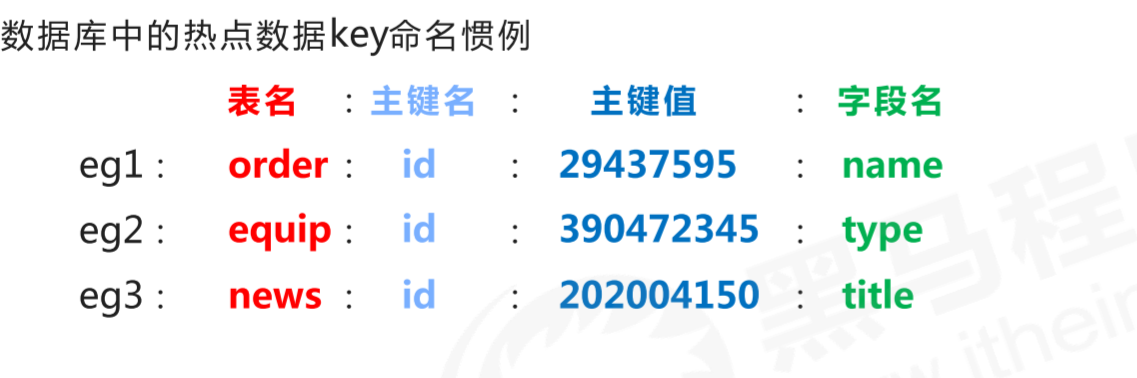 数据库中的热点数据key命名惯例
表名 : 主键名 : 主键值 : 字段名
eg1： order : id : 29437595 : name
eg2： equip : id : 390472345 : type
eg3： news : id : 202004150 : title
黑马程
w.ithein